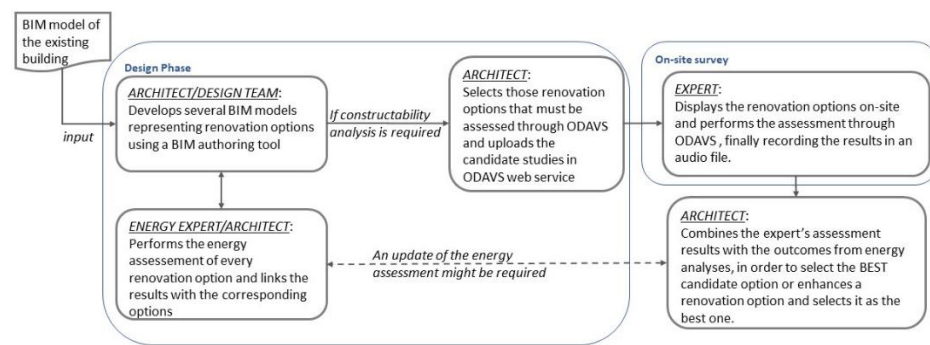 BIM model of
the existing
building
input
Design Phase
ARCHITECT/DESIGN TEAM:
Develops several BIM models
representing renovation options
using a BIM authoring tool
If constructability
analysis is required
ARCHITECT:
Selects those renovation
options that must be
assessed through ODAVS
and uploads the
candidate studies in
ODAVS web service
On-site survey
EXPERT:
Displays the renovation options on-site
and performs the assessment through
ODAVS , finally recording the results in an
audio file.
ENERGY EXPERT/ARCHITECT:
Performs the energy
assessment of every
renovation option and links
the results with the
corresponding options
An update of the energy
assessment might be required
ARCHITECT:
Combines the expert's assessment
results with the outcomes from energy
analyses, in order to select the BEST
candidate option or enhances a
renovation option and selects it as the
best one.